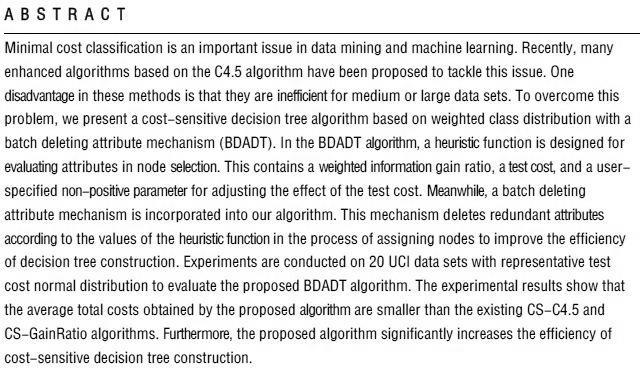 ABSTRACT
Minimal cost classification is an important issue in data mining and machine learning. Recently, many
enhanced algorithms based on the C4.5 algorithm have been proposed to tackle this issue. One
disadvantage in these methods is that they are inefficient for medium or large data sets. To overcome this
problem, we present a cost-sensitive decision tree algorithm based on weighted class distribution with a
batch deleting attribute mechanism (BDADT). In the BDADT algorithm, a heuristic function is designed for
evaluating attributes in node selection. This contains a weighted information gain ratio, a test cost, and a user-
specified non-positive parameter for adjusting the effect of the test cost. Meanwhile, a batch deleting
attribute mechanism is incorporated into our algorithm. This mechanism deletes redundant attributes
according to the values of the heuristic function in the process of assigning nodes to improve the efficiency
of decision tree construction. Experiments are conducted on 20 UCI data sets with representative test
cost normal distribution to evaluate the proposed BDADT algorithm. The experimental results show that
the average total costs obtained by the proposed algorithm are smaller than the existing CS-C4.5 and
CS-GainRatio algorithms. Furthermore, the proposed algorithm significantly increases the efficiency of
cost-sensitive decision tree construction.